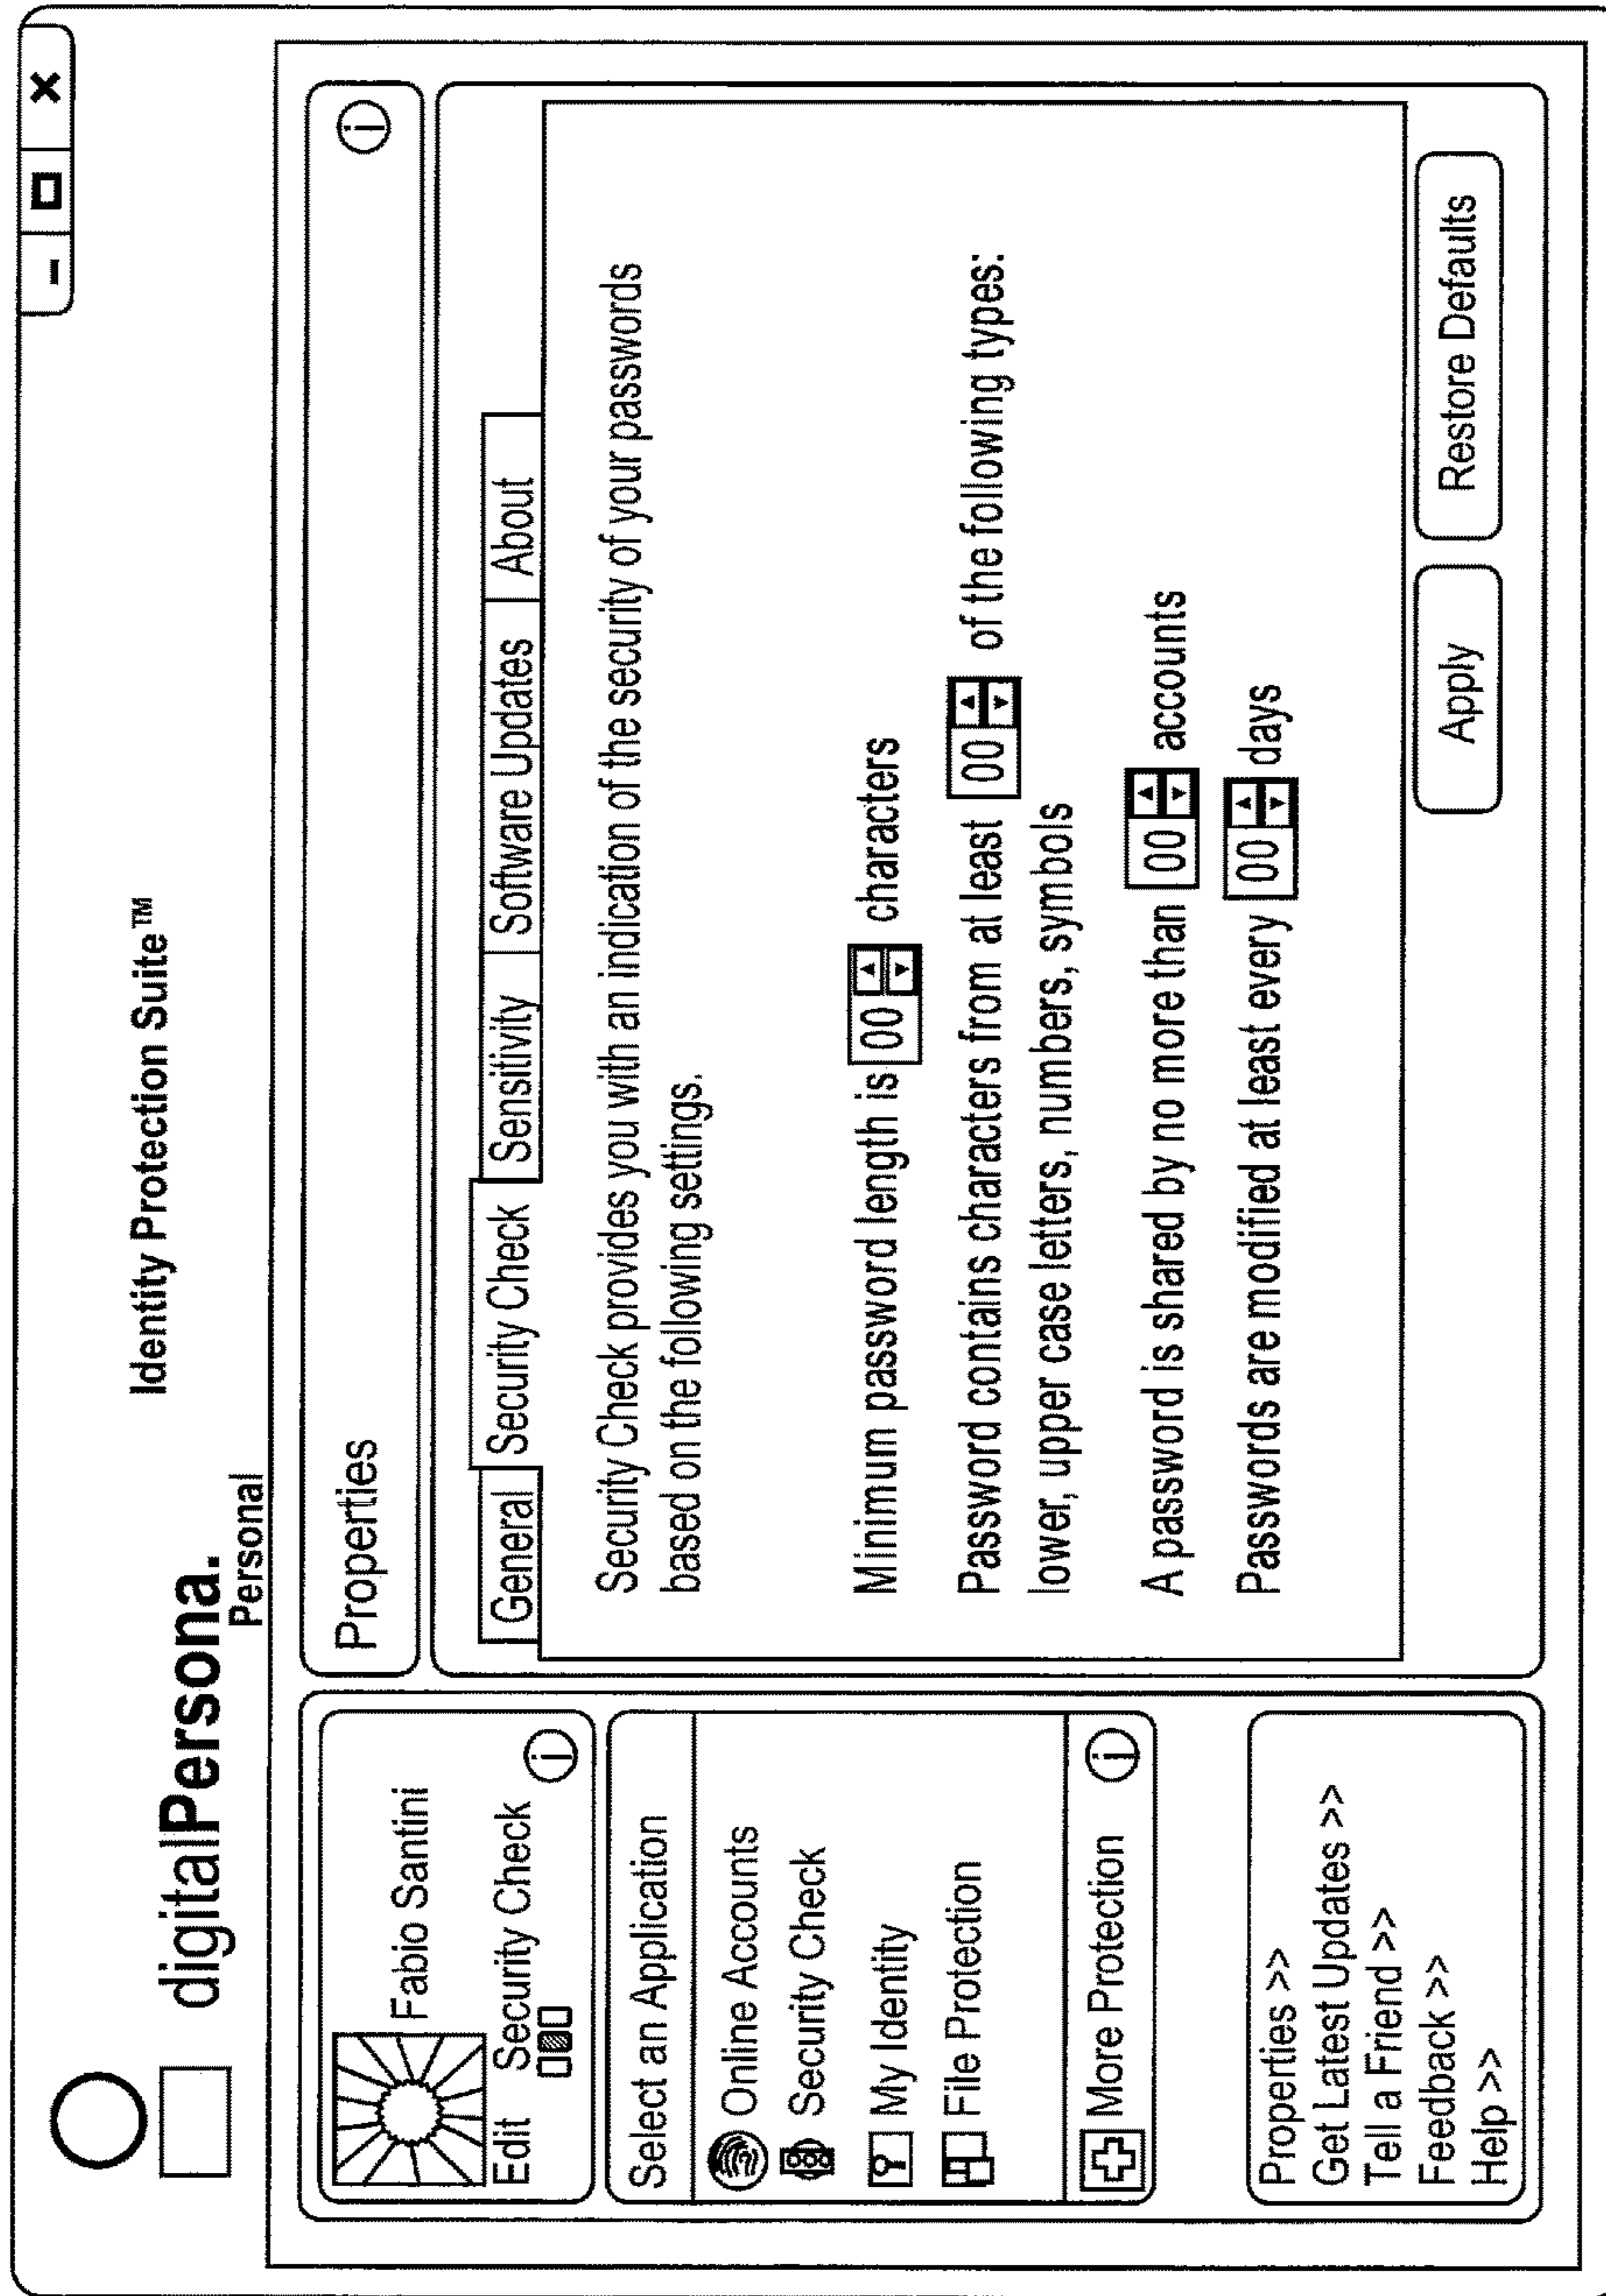 digitalPersona.
Personal
Identity Protection Suite™
Fabio Santini
Edit Security Check
Select an Application
Online Accounts
Security Check
My Identity
File Protection
More Protection
Properties >>
Get Latest Updates >>
Tell a Friend >>
Feedback >>
Help >>
Properties
General Security Check Sensitivity Software Updates About
Security Check provides you with an indication of the security of your passwords
based on the following settings.
Minimum password length is 00 characters
Password contains characters from at least 00 of the following types:
lower, upper case letters, numbers, symbols
A password is shared by no more than 00 accounts
Passwords are modified at least every 00 days
Apply Restore Defaults